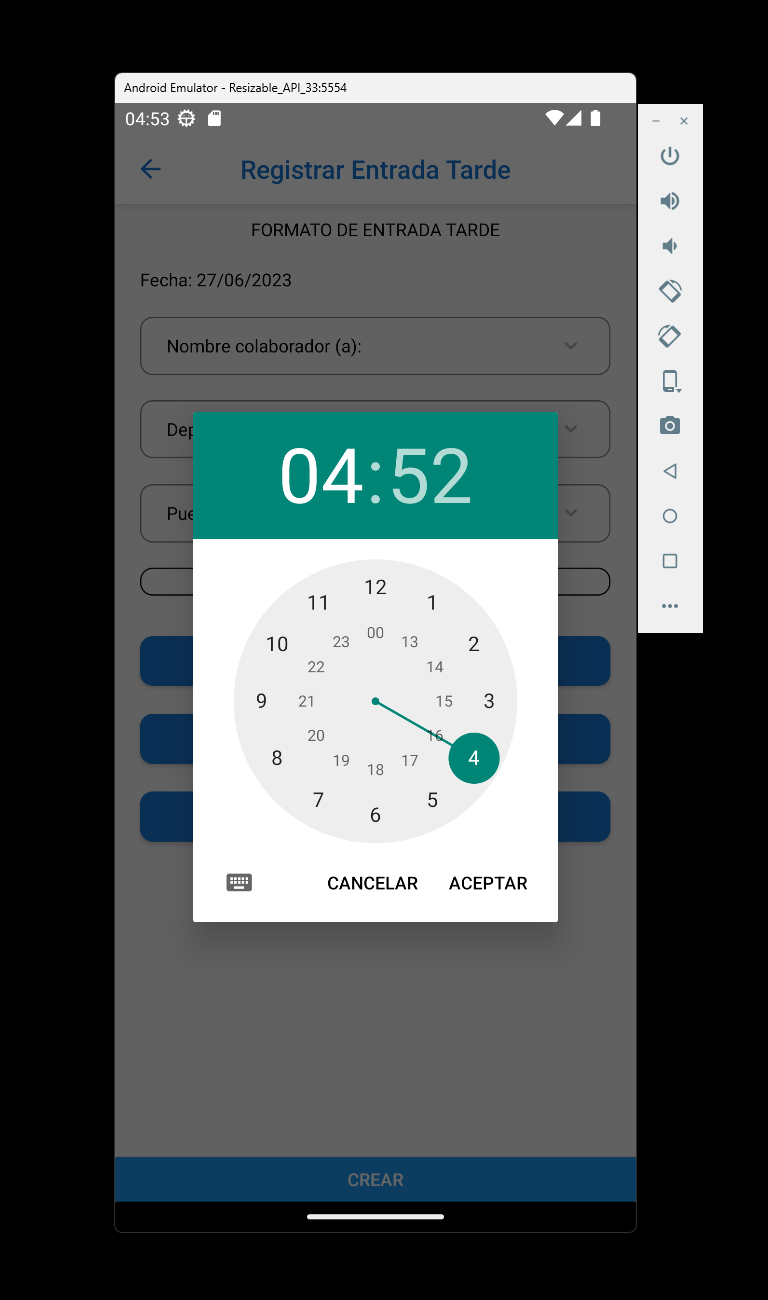 Android Emulator - Resizable_API_33:5554
04:53
Registrar Entrada Tarde
FORMATO DE ENTRADA TARDE
Fecha: 27/06/2023
Nombre colaborador (a):
Dep
Pue
04:52
12
11
1
10
2
23
00
13
22
14
9
21
15
3
20
16
8
19
18
17
4
7
5
6
CANCELAR
ACEPTAR
CREAR